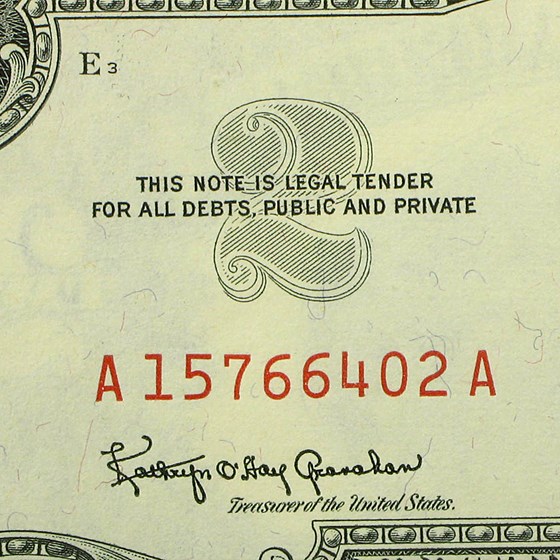 E3
2
THIS NOTE IS LEGAL TENDER
FOR ALL DEBTS, PUBLIC AND PRIVATE
A 15766402 A
Kathryn O'Hay Granahan
Treasurer of the United States.